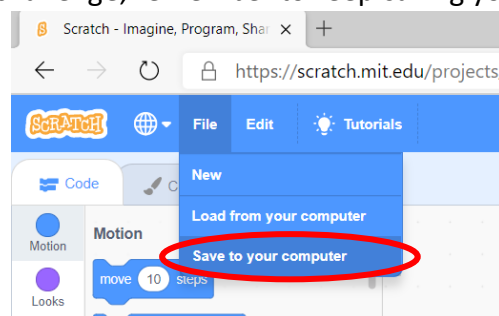 Scratch - Imagine, Program, Shar
https://scratch.mit.edu/projects
SCRATCH File Edit Tutorials
New
Load from your computer
Save to your computer
Code C
Motion
Looks
Motion
move 10 steps